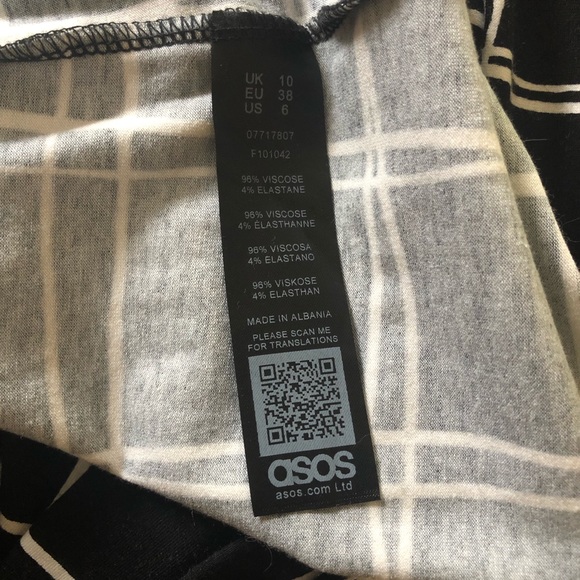 UK 10
EU 38
US 6
07717807
F101042
96% VISCOSE
4% ELASTANE
96% VISCOSE
4% ELASTHANNE
96% VISCOSA
4% ELASTANO
96% VISKOSE
4% ELASTHAN
MADE IN ALBANIA
PLEASE SCAN ME
FOR TRANSLATIONS
asos
asos.com Ltd